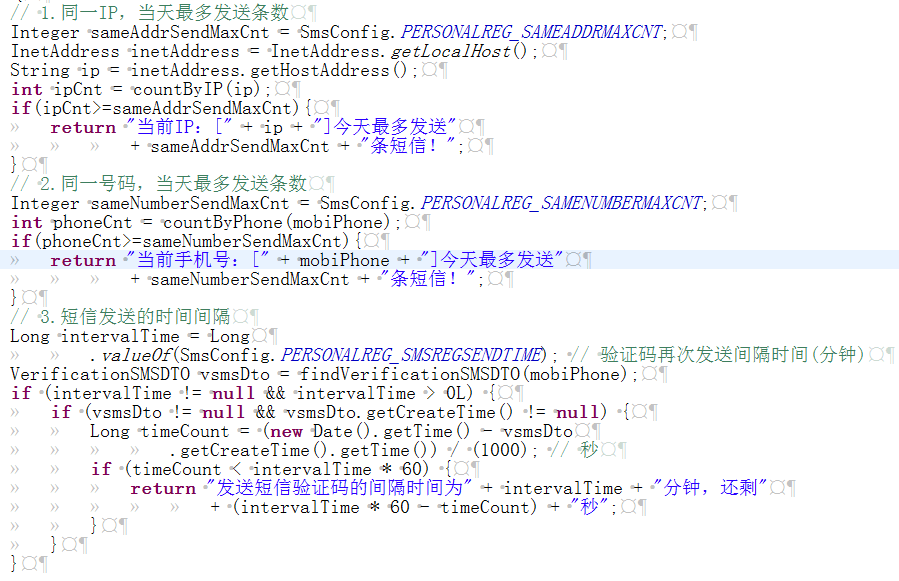 // 1.同一IP，当天最多发送条数
Integer sameAddrSendMaxCnt = SmsConfig.PERSONALREG_SAMEADDRMAXCNT;
InetAddress inetAddress = InetAddress.getLocalHost();
String ip = inetAddress.getHostAddress();
int ipCnt = countByIP(ip);
if(ipCnt>=sameAddrSendMaxCnt){
return "当前IP：[" + ip + "]今天最多发送"
+ sameAddrSendMaxCnt + "条短信！";
}
// 2.同一号码，当天最多发送条数
Integer sameNumberSendMaxCnt = SmsConfig.PERSONALREG_SAMENUMBERMAXCNT;
int phoneCnt = countByPhone(mobiPhone);
if(phoneCnt>=sameNumberSendMaxCnt){
return "当前手机号：[" + mobiPhone + "]今天最多发送"
+ sameNumberSendMaxCnt + "条短信！";
}
// 3.短信发送的时间间隔
Long intervalTime = Long
.valueOf(SmsConfig.PERSONALREG_SMSREGSENDTIME); // 验证码再次发送间隔时间(分钟)
VerificationSMSDTO vsmsDto = findVerificationSMSDTO(mobiPhone);
if (intervalTime != null && intervalTime > 0L) {
if (vsmsDto != null && vsmsDto.getCreateTime() != null) {
Long timeCount = (new Date().getTime() - vsmsDto
.getCreateTime().getTime()) / (1000); // 秒
if (timeCount < intervalTime * 60) {
return "发送短信验证码的间隔时间为" + intervalTime + "分钟，还剩"
+ (intervalTime * 60 - timeCount) + "秒";
}
}
}